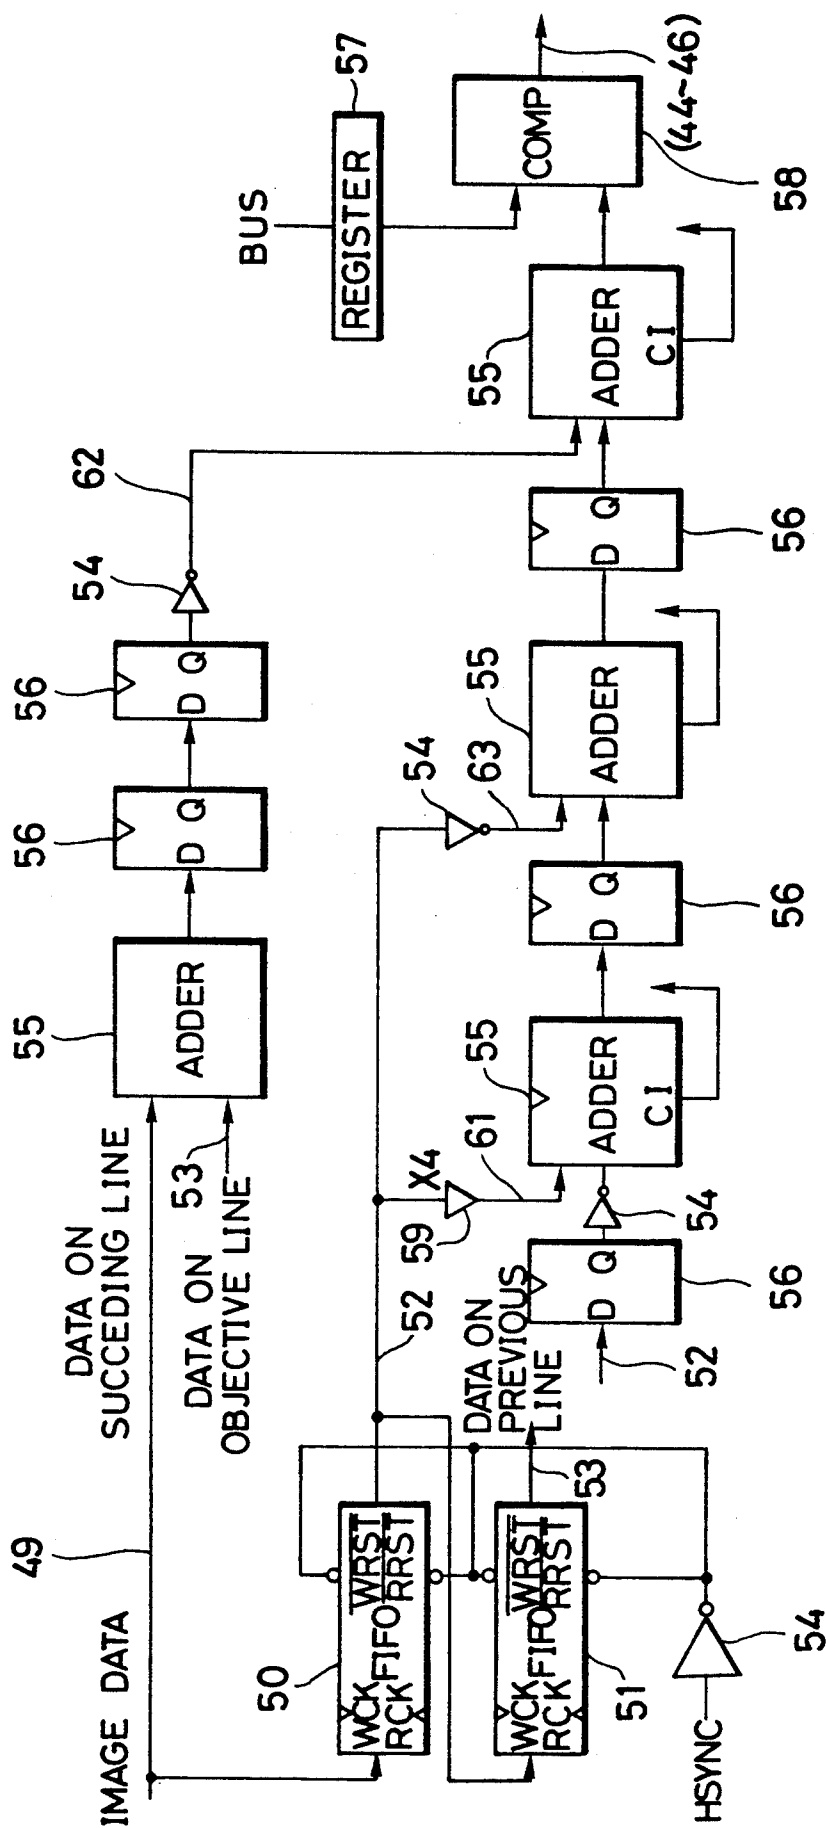 IMAGE DATA
49
DATA ON
SUCCEDING LINE
53
DATA ON
OBJECTIVE LINE
55
ADDER
56
D Q
56
D Q
54
62
BUS
REGISTER
57
50
WCK
RCK
FIFO
WRST
RRST
52
X4
59
61
54
63
51
WCK
RCK
FIFO
WRST
RRST
53
DATA ON
PREVIOUS
LINE
HSYNC
54
52
D Q
56
54
55
ADDER
CI
D Q
56
55
ADDER
D Q
56
55
ADDER
CI
COMP
58
(44~46)